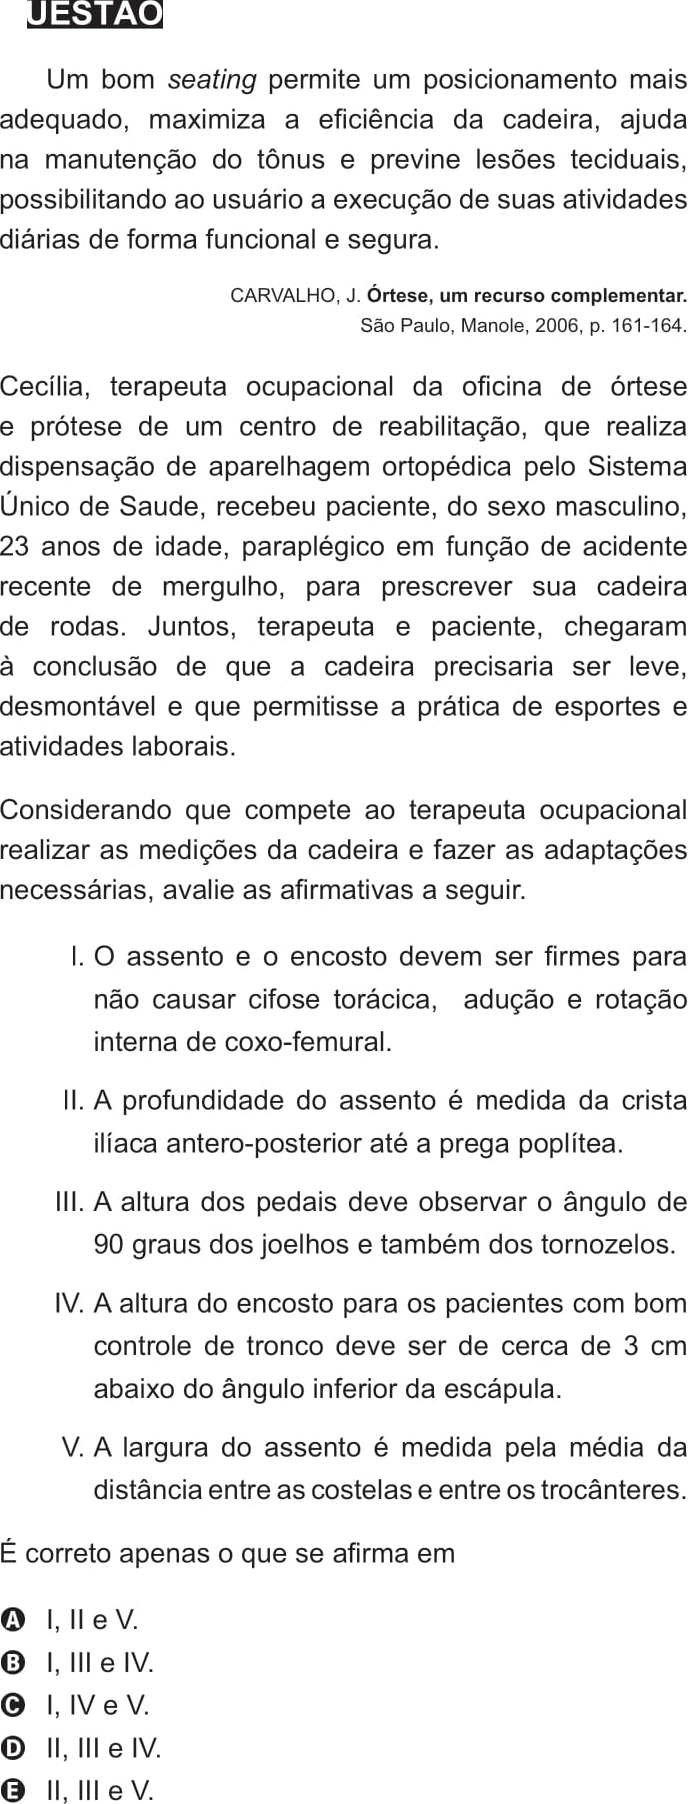 UESTÃO
Um bom seating permite um posicionamento mais
adequado, maximiza a eficiência da cadeira, ajuda
na manutenção do tônus e previne lesões teciduais,
possibilitando ao usuário a execução de suas atividades
diárias de forma funcional e segura.
CARVALHO, J. Órtese, um recurso complementar.
São Paulo, Manole, 2006, p. 161-164.
Cecília, terapeuta ocupacional da oficina de órtese
e prótese de um centro de reabilitação, que realiza
dispensação de aparelhagem ortopédica pelo Sistema
Único de Saude, recebeu paciente, do sexo masculino,
23 anos de idade, paraplégico em função de acidente
recente de mergulho, para prescrever sua cadeira
de rodas. Juntos, terapeuta e paciente, chegaram
à conclusão de que a cadeira precisaria ser leve,
desmontável e que permitisse a prática de esportes e
atividades laborais.
Considerando que compete ao terapeuta ocupacional
realizar as medições da cadeira e fazer as adaptações
necessárias, avalie as afirmativas a seguir.
I. O assento e o encosto devem ser firmes para
não causar cifose torácica, adução e rotação
interna de coxo-femural.
II. A profundidade do assento é medida da crista
ilíaca antero-posterior até a prega poplítea.
III. A altura dos pedais deve observar o ângulo de
90 graus dos joelhos e também dos tornozelos.
IV. A altura do encosto para os pacientes com bom
controle de tronco deve ser de cerca de 3 cm
abaixo do ângulo inferior da escápula.
V. A largura do assento é medida pela média da
distância entre as costelas e entre os trocânteres.
É correto apenas o que se afirma em
A I, II e V.
B I, III e IV.
C I, IV e V.
D II, III e IV.
E II, III e V.